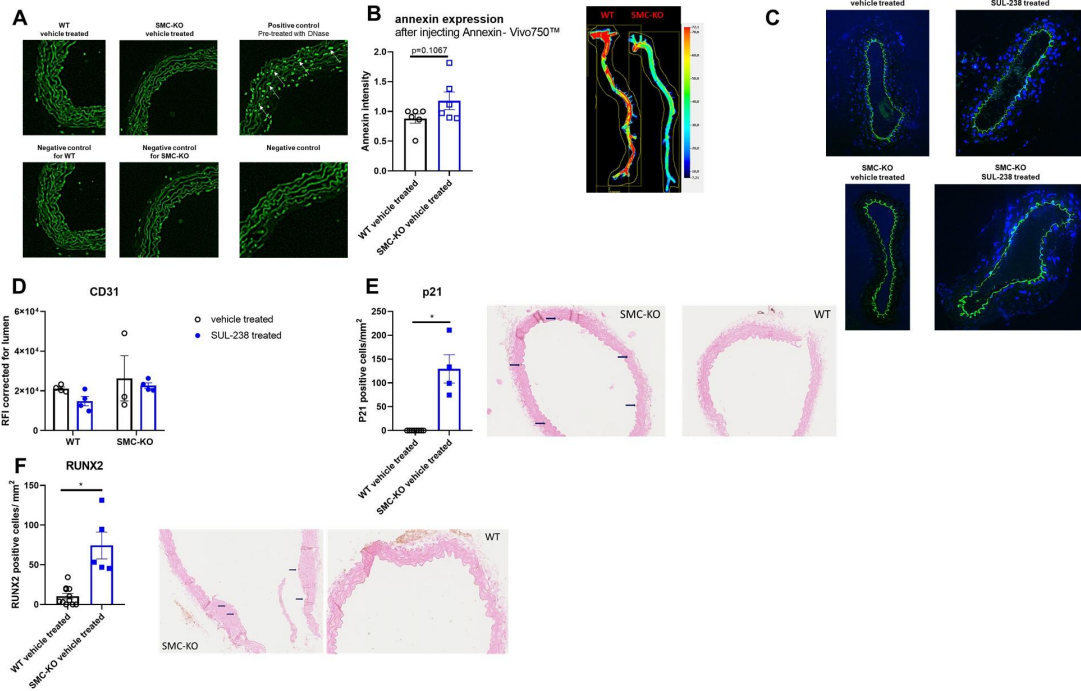 A
WT
vehicle treated
SMC-KO
vehicle treated
Positive control
Pre-treated with DNase
Negative control
for WT
Negative control
for SMC-KO
Negative control
B
annexin expression
after injecting Annexin- Vivo750™
p=0.1067
Annexin intensity
2.0
1.5
1.0
0.5
0.0
WT vehicle treated
SMC-KO vehicle treated
WT
SMC-KO
C
vehicle treated
SUL-238 treated
SMC-KO
vehicle treated
SMC-KO
SUL-238 treated
D
CD31
RFI corrected for lumen
6×10⁴
4×10⁴
2×10⁴
0
WT
SMC-KO
vehicle treated
SUL-238 treated
E
p21
*
P21 positive cells/mm²
250
200
150
100
50
0
WT vehicle treated
SMC-KO vehicle treated
SMC-KO
WT
F
RUNX2
*
RUNX2 positive celles/ mm²
150
100
50
0
WT vehicle treated
SMC-KO vehicle treated
SMC-KO
WT